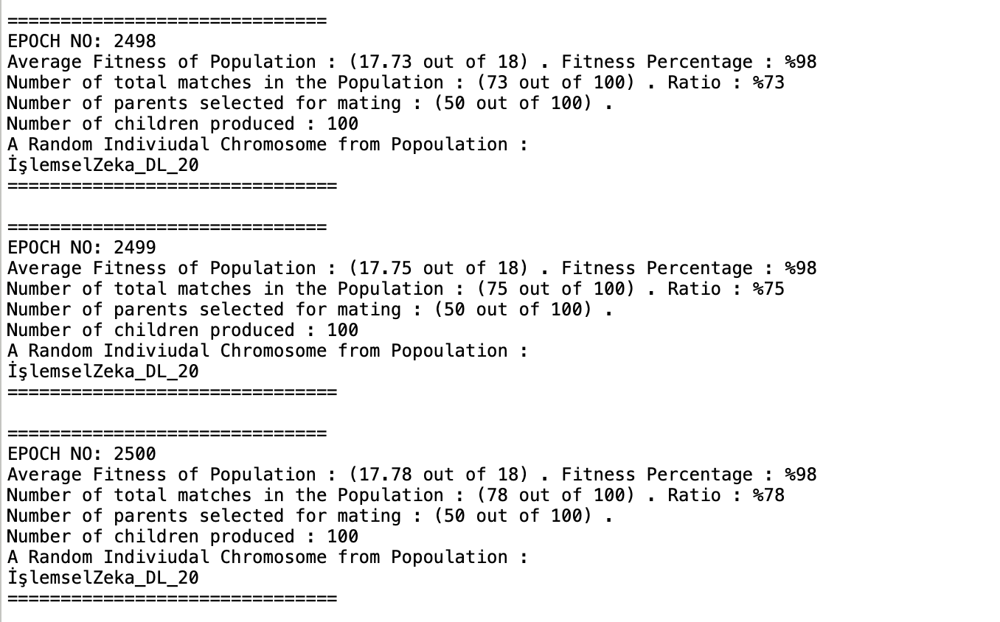 ==============================
EPOCH NO: 2498
Average Fitness of Population : (17.73 out of 18) . Fitness Percentage : %98
Number of total matches in the Population : (73 out of 100) . Ratio : %73
Number of parents selected for mating : (50 out of 100) .
Number of children produced : 100
A Random Indiviudal Chromosome from Popoulation :
İşlemselZeka_DL_20
===============================
==============================
EPOCH NO: 2499
Average Fitness of Population : (17.75 out of 18) . Fitness Percentage : %98
Number of total matches in the Population : (75 out of 100) . Ratio : %75
Number of parents selected for mating : (50 out of 100) .
Number of children produced : 100
A Random Indiviudal Chromosome from Popoulation :
İşlemselZeka_DL_20
===============================
==============================
EPOCH NO: 2500
Average Fitness of Population : (17.78 out of 18) . Fitness Percentage : %98
Number of total matches in the Population : (78 out of 100) . Ratio : %78
Number of parents selected for mating : (50 out of 100) .
Number of children produced : 100
A Random Indiviudal Chromosome from Popoulation :
İşlemselZeka_DL_20
===============================